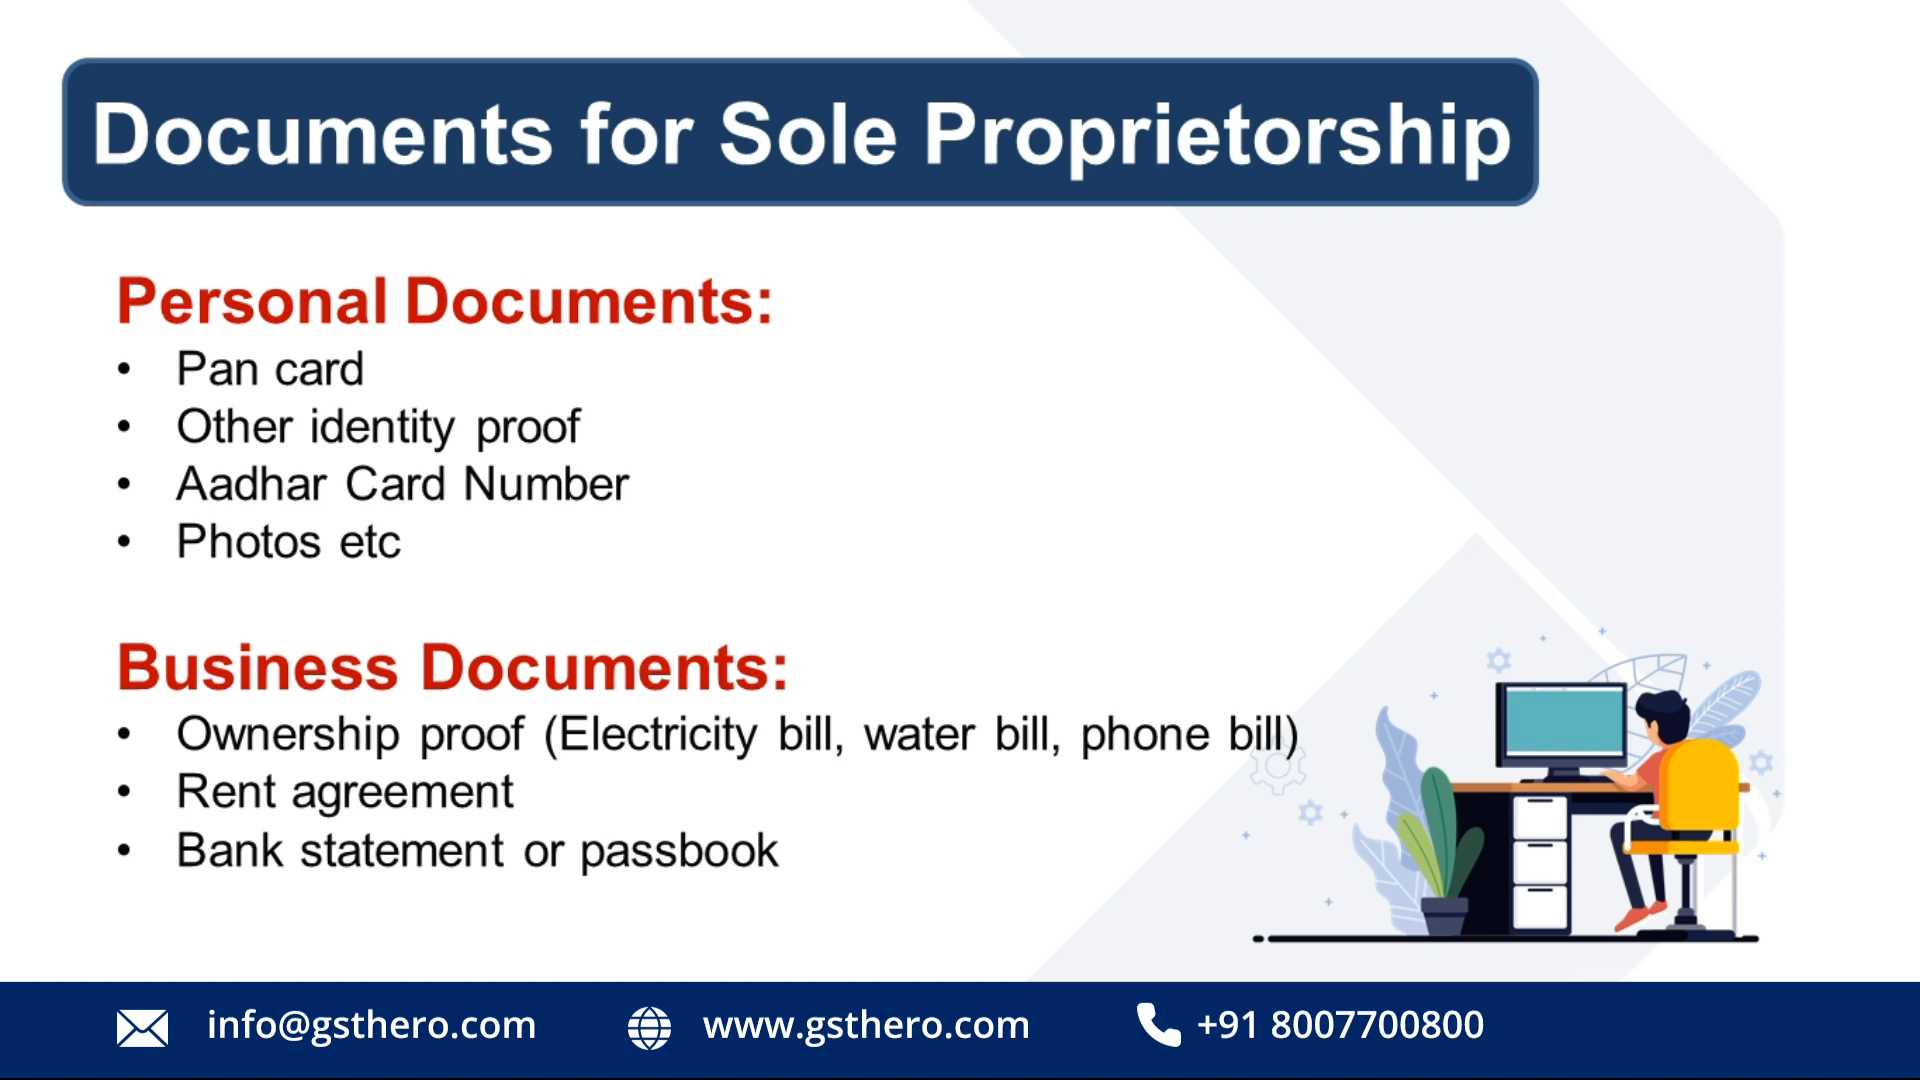 Documents for Sole Proprietorship
Personal Documents:
• Pan card
• Other identity proof
• Aadhar Card Number
• Photos etc
Business Documents:
• Ownership proof (Electricity bill, water bill, phone bill)
• Rent agreement
• Bank statement or passbook
info@gsthero.com www.gsthero.com +91 8007700800